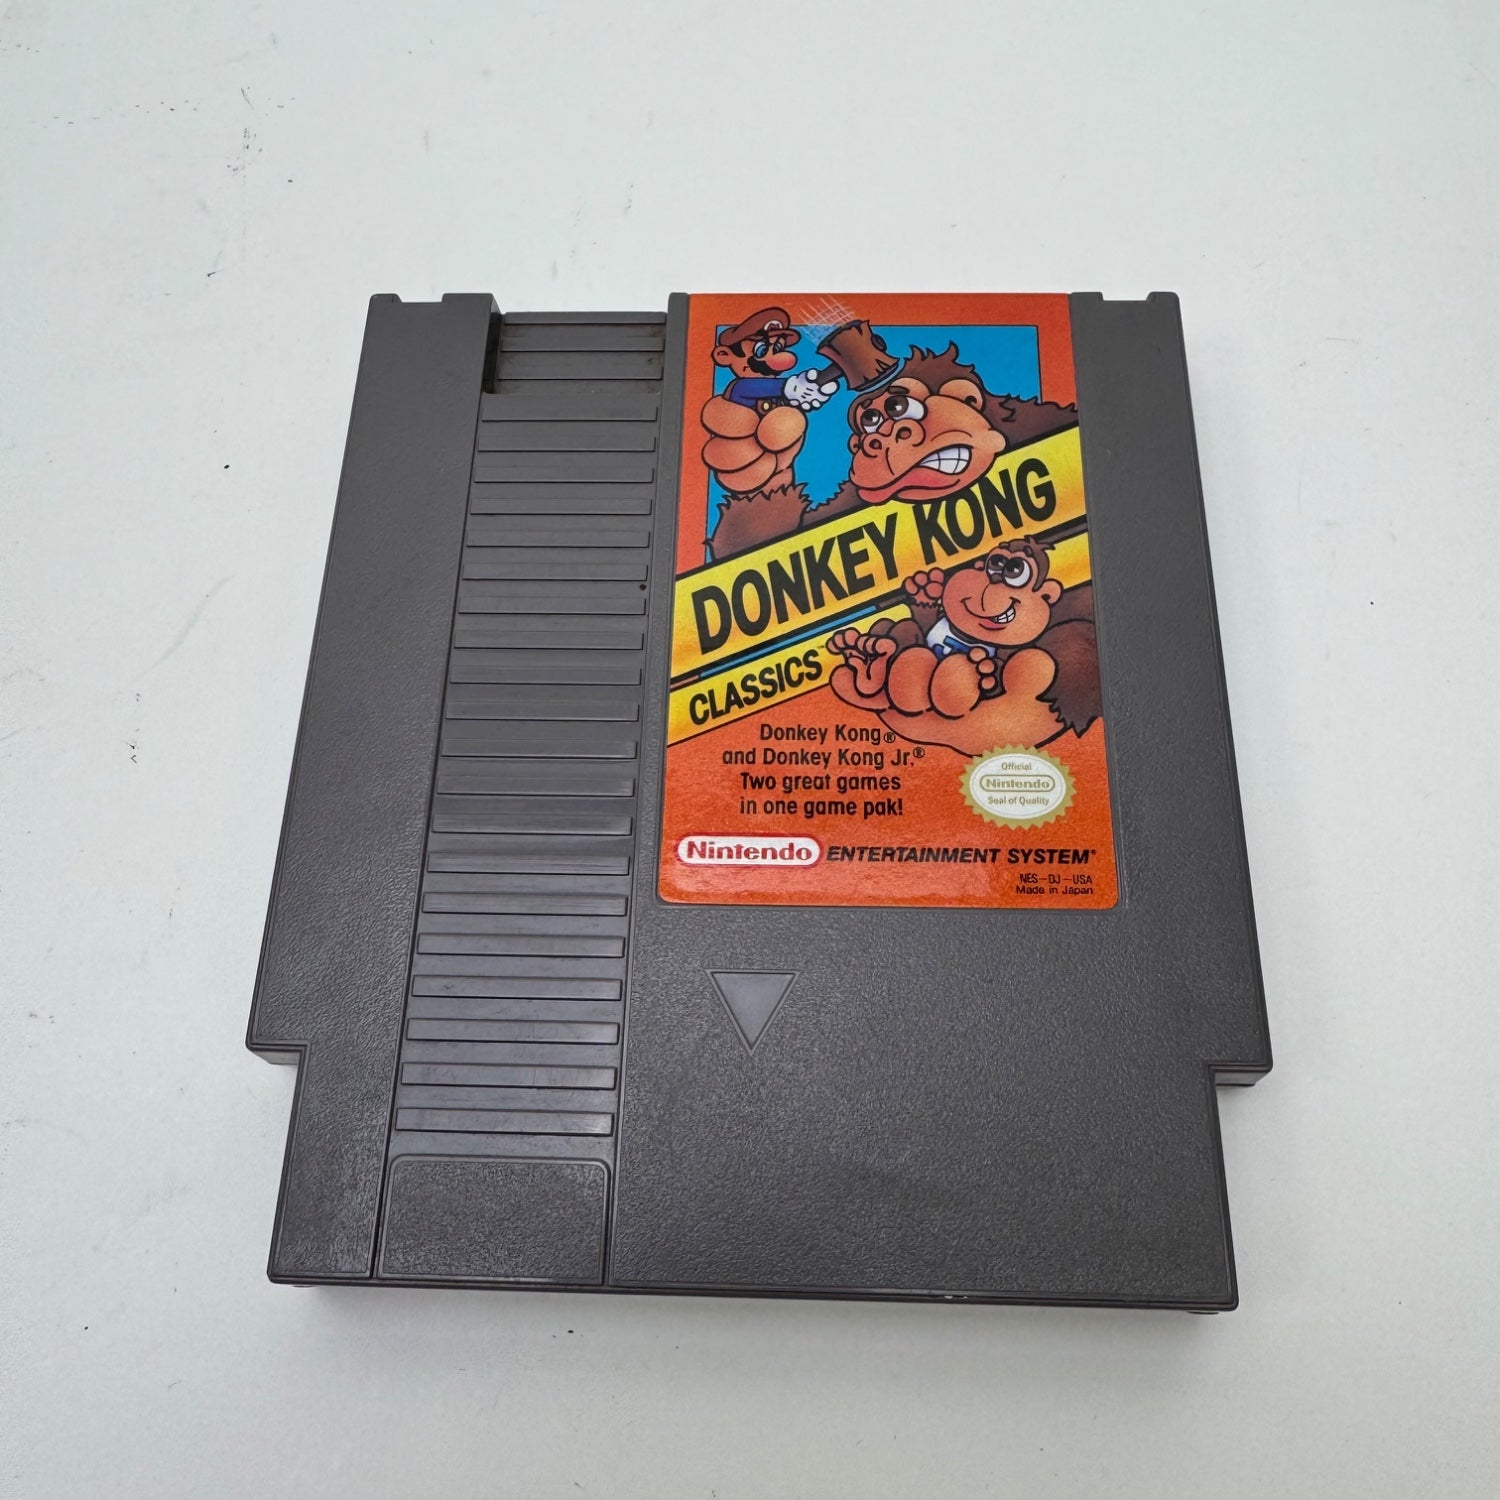 DONKEY KONG
CLASSICS™
Donkey Kong®
and Donkey Kong Jr.®
Two great games
in one game pak!
Official
Nintendo
Seal of Quality
Nintendo ENTERTAINMENT SYSTEM®
NES-DJ-USA
Made in Japan